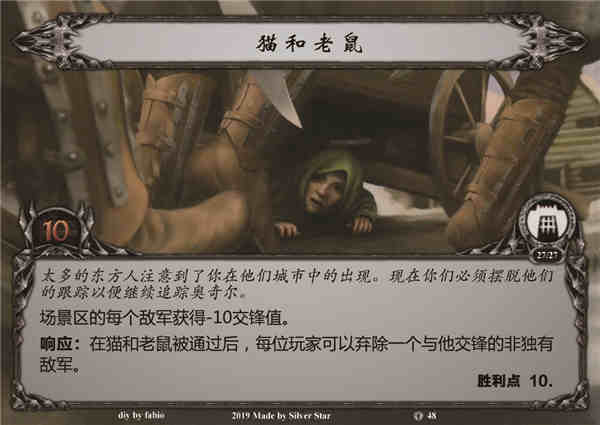 猫和老鼠
10
27/27
太多的东方人注意到了你在他们城市中的出现。现在你们必须摆脱他们
的跟踪以便继续追踪奥奇尔。
场景区的每个敌军获得-10交锋值。
响应：在猫和老鼠被通过后，每位玩家可以弃除一个与他交锋的非独有
敌军。
胜利点 10.
diy by fabio 2019 Made by Silver Star 48